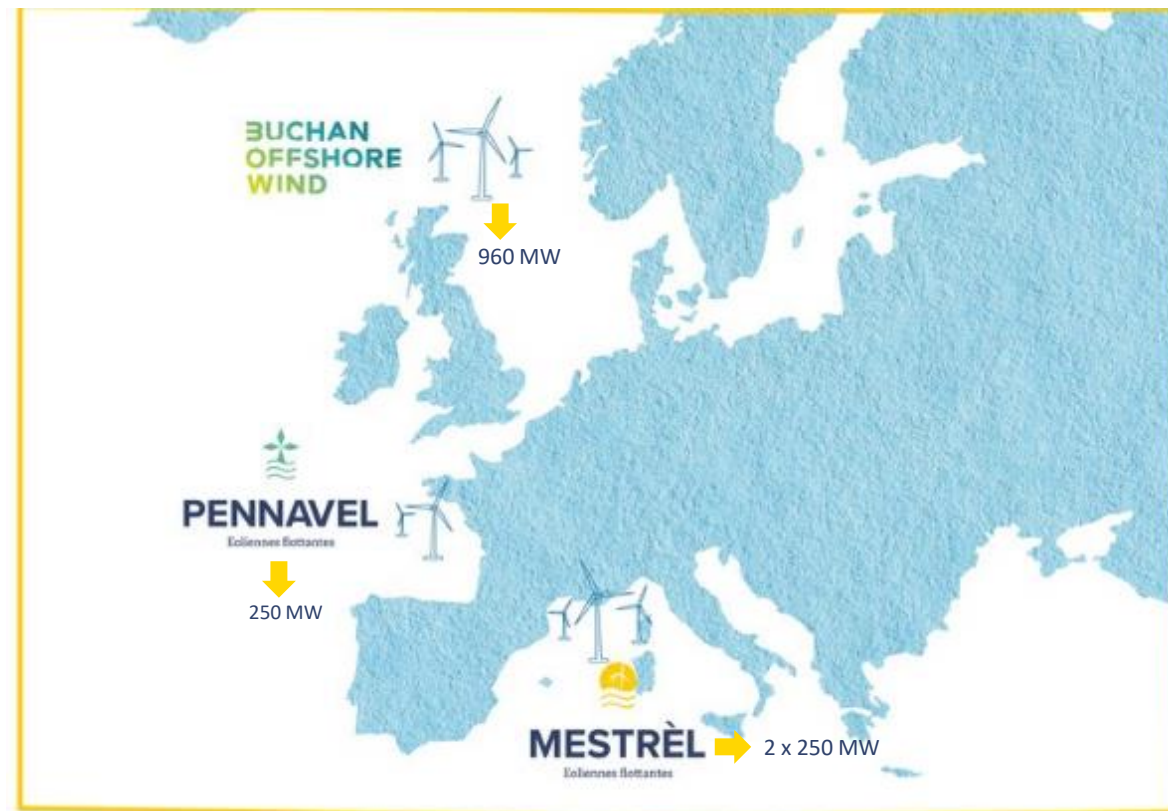 BUCHAN
OFFSHORE
WIND
960 MW
PENNAVEL
Eoliennes flottantes
250 MW
MESTRÈL
Eoliennes flottantes
2 x 250 MW